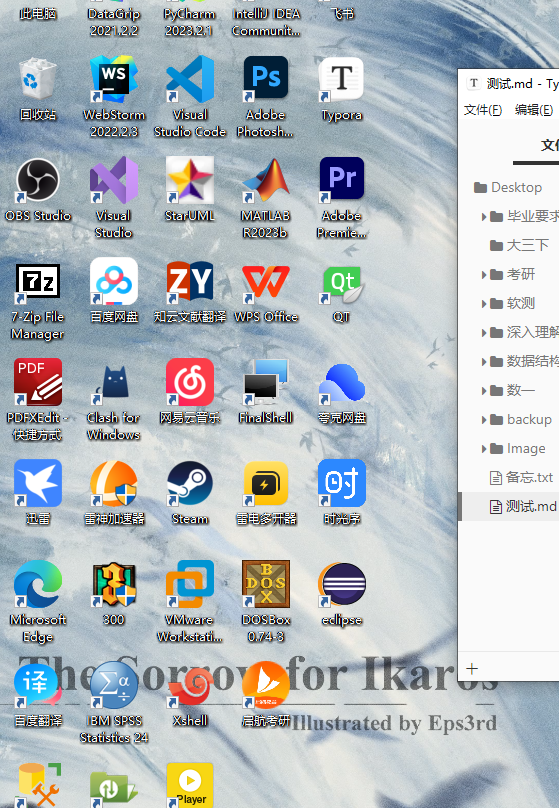 此电脑
DataGrip
2021.2.2
PyCharm
2023.2.1
IntelliJ IDEA
Communit...
飞书
回收站
WS
WebStorm
2022.2.3
Visual
Studio Code
Ps
Adobe
Photosh...
T
Typora
OBS Studio
Visual
Studio
StarUML
MATLAB
R2023b
Pr
Adobe
Premie...
7z
7-Zip File
Manager
百度网盘
ZY
知云文献翻译
WPS Office
Qt
QT
PDF
PDFXEdit -
快捷方式
Clash for
Windows
网易云音乐
FinalShell
夸克网盘
迅雷
雷神加速器
Steam
雷电多开器
时
时光序
Microsoft
Edge
300
VMware
Workstati...
BOX
DOS
DOSBox
0.74-3
eclipse
The Sorrow for Ikaros
Illustrated by Eps3rd
译
百度翻译
Σα
IBM SPSS
Statistics 24
Xshell
启航考研
Player
T 测试.md - Ty
文件(F) 编辑(E)
文
Desktop
毕业要求
大三下
考研
软测
深入理解
数据结构
数一
backup
Image
备忘.txt
测试.md
+